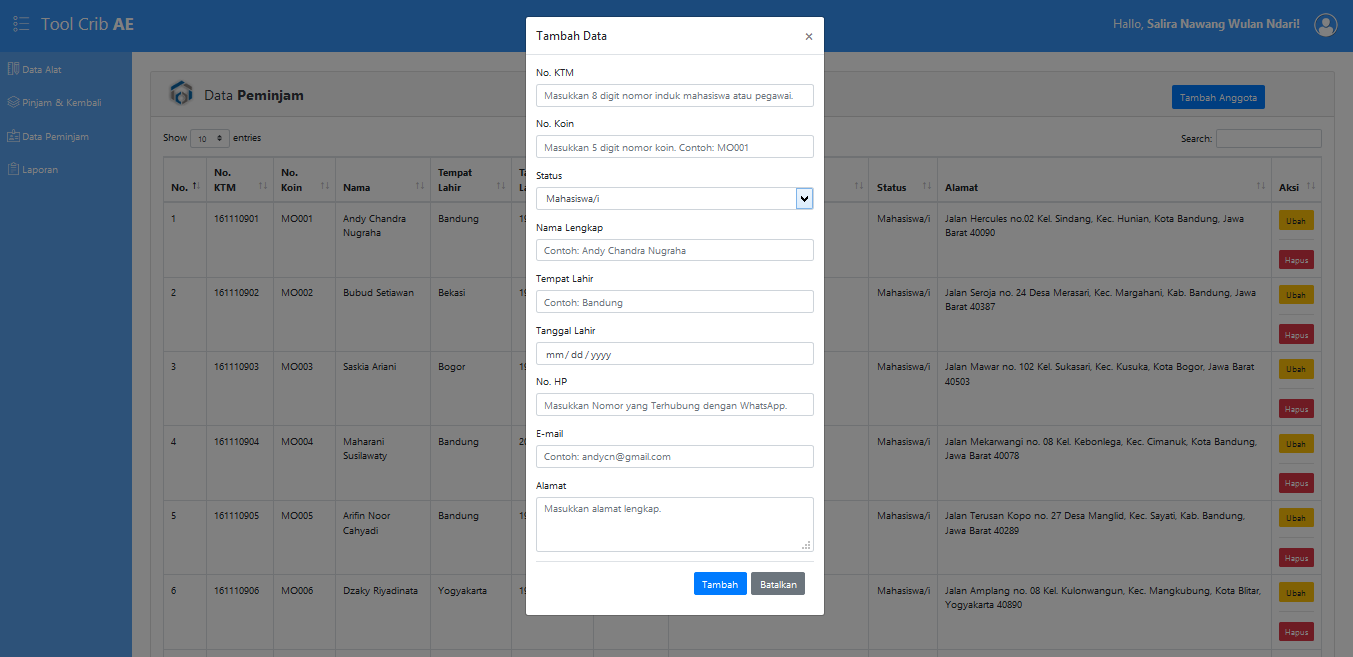 Tool Crib AE
Hallo, Salira Nawang Wulan Ndari!
Data Alat
Pinjam & Kembali
Data Peminjam
Laporan
Data Peminjam
Tambah Anggota
Show 10 entries
Search:
No.
No. KTM
No. Koin
Nama
Tempat Lahir
Status
Alamat
Aksi
1
161110901
MO001
Andy Chandra
Nugraha
Bandung
19
Mahasiswa/i
Jalan Hercules no.02 Kel. Sindang, Kec. Hunian, Kota Bandung, Jawa
Barat 40090
Ubah
Hapus
2
161110902
MO002
Bubud Setiawan
Bekasi
19
Mahasiswa/i
Jalan Seroja no. 24 Desa Merasari, Kec. Margahani, Kab. Bandung, Jawa
Barat 40387
Ubah
Hapus
3
161110903
MO003
Saskia Ariani
Bogor
19
Mahasiswa/i
Jalan Mawar no. 102 Kel. Sukasari, Kec. Kusuka, Kota Bogor, Jawa Barat
40503
Ubah
Hapus
4
161110904
MO004
Maharani
Susilawaty
Bandung
20
Mahasiswa/i
Jalan Mekarwangi no. 08 Kel. Kebonlega, Kec. Cimanuk, Kota Bandung,
Jawa Barat 40078
Ubah
Hapus
5
161110905
MO005
Arifin Noor
Cahyadi
Bandung
19
Mahasiswa/i
Jalan Terusan Kopo no. 27 Desa Manglid, Kec. Sayati, Kab. Bandung,
Jawa Barat 40289
Ubah
Hapus
6
161110906
MO006
Dzaky Riyadinata
Yogyakarta
19
Mahasiswa/i
Jalan Amplang no. 08 Kel. Kulonwangun, Kec. Mangkubung, Kota Blitar,
Yogyakarta 40890
Ubah
Hapus
Tambah Data
×
No. KTM
Masukkan 8 digit nomor induk mahasiswa atau pegawai.
No. Koin
Masukkan 5 digit nomor koin. Contoh: MO001
Status
Mahasiswa/i
Nama Lengkap
Contoh: Andy Chandra Nugraha
Tempat Lahir
Contoh: Bandung
Tanggal Lahir
mm / dd / yyyy
No. HP
Masukkan Nomor yang Terhubung dengan WhatsApp.
E-mail
Contoh: andycn@gmail.com
Alamat
Masukkan alamat lengkap.
Tambah
Batalkan